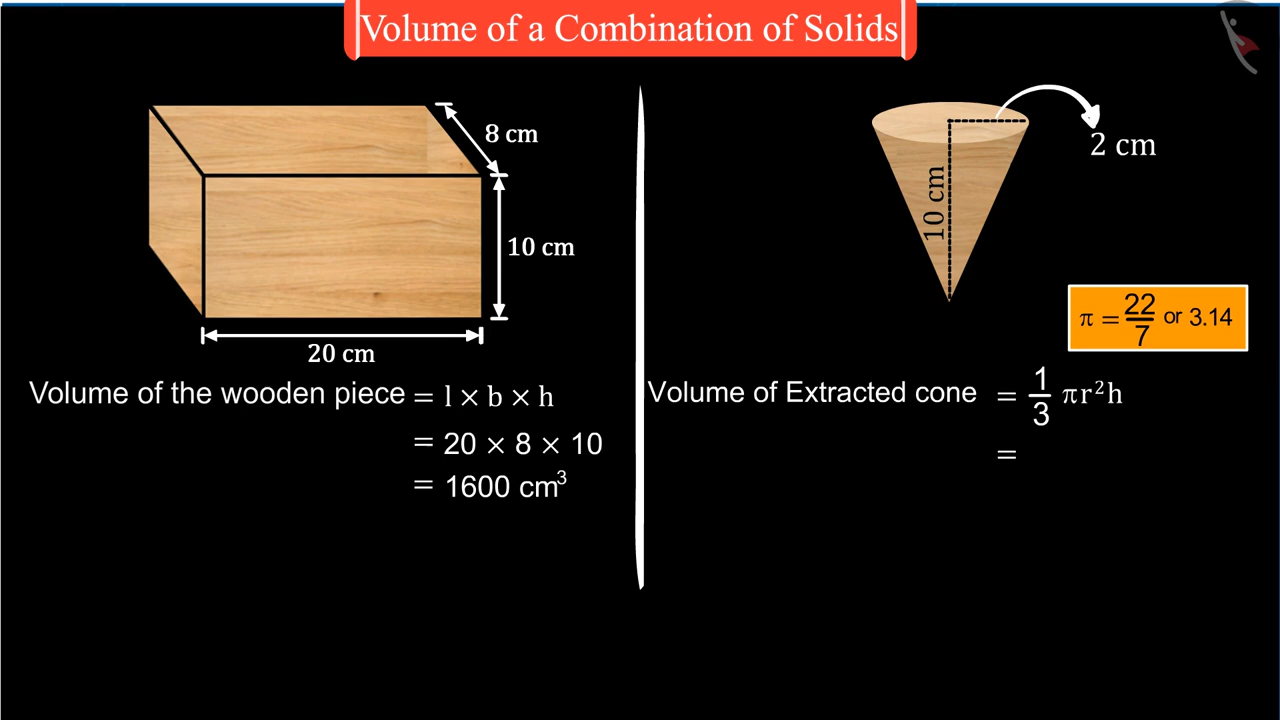 Volume of a Combination of Solids
8 cm
10 cm
20 cm
Volume of the wooden piece = l × b × h
= 20 × 8 × 10
= 1600 cm³
2 cm
10 cm
π = 22/7 or 3.14
Volume of Extracted cone = 1/3 πr²h
=